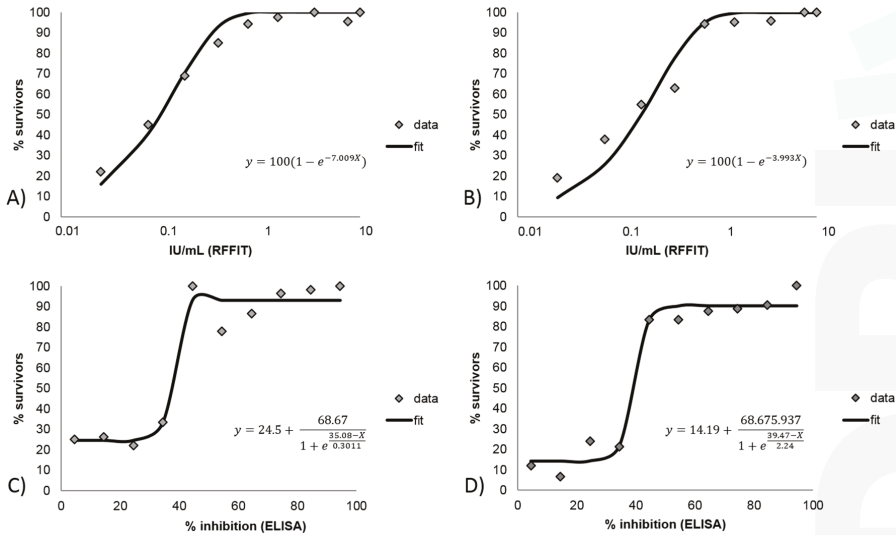 A)
% survivors
100
90
80
70
60
50
40
30
20
10
0
0.01
0.1
1
10
IU/mL (RFFIT)
data
fit
y = 100(1 − e^{−7.009X})
B)
% survivors
100
90
80
70
60
50
40
30
20
10
0
0.01
0.1
1
10
IU/mL (RFFIT)
data
fit
y = 100(1 − e^{−3.993X})
C)
% survivors
100
90
80
70
60
50
40
30
20
10
0
0
20
40
60
80
100
% inhibition (ELISA)
data
fit
y = 24.5 + \frac{68.67}{1 + e^{\frac{35.08−X}{0.3011}}}
D)
% survivors
100
90
80
70
60
50
40
30
20
10
0
0
20
40
60
80
100
% inhibition (ELISA)
data
fit
y = 14.19 + \frac{68.675.937}{1 + e^{\frac{39.47−X}{2.24}}}